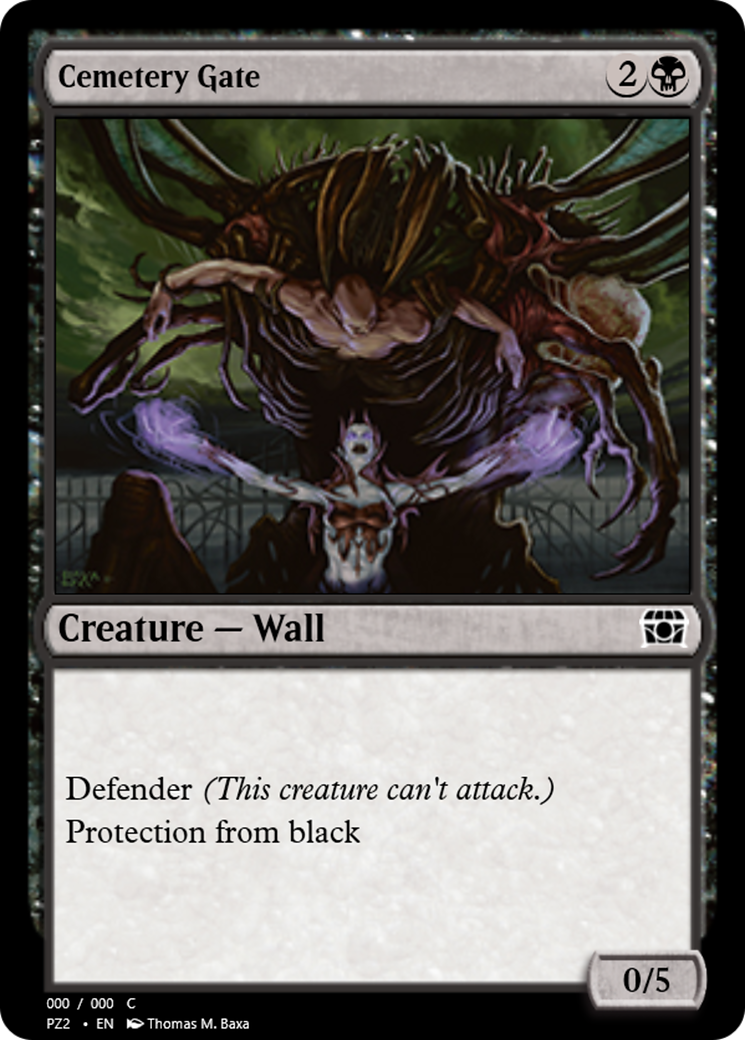 Cemetery Gate 2
Creature — Wall
Defender (This creature can't attack.)
Protection from black
0/5
000 / 000 C
PZ2 • EN Thomas M. Baxa